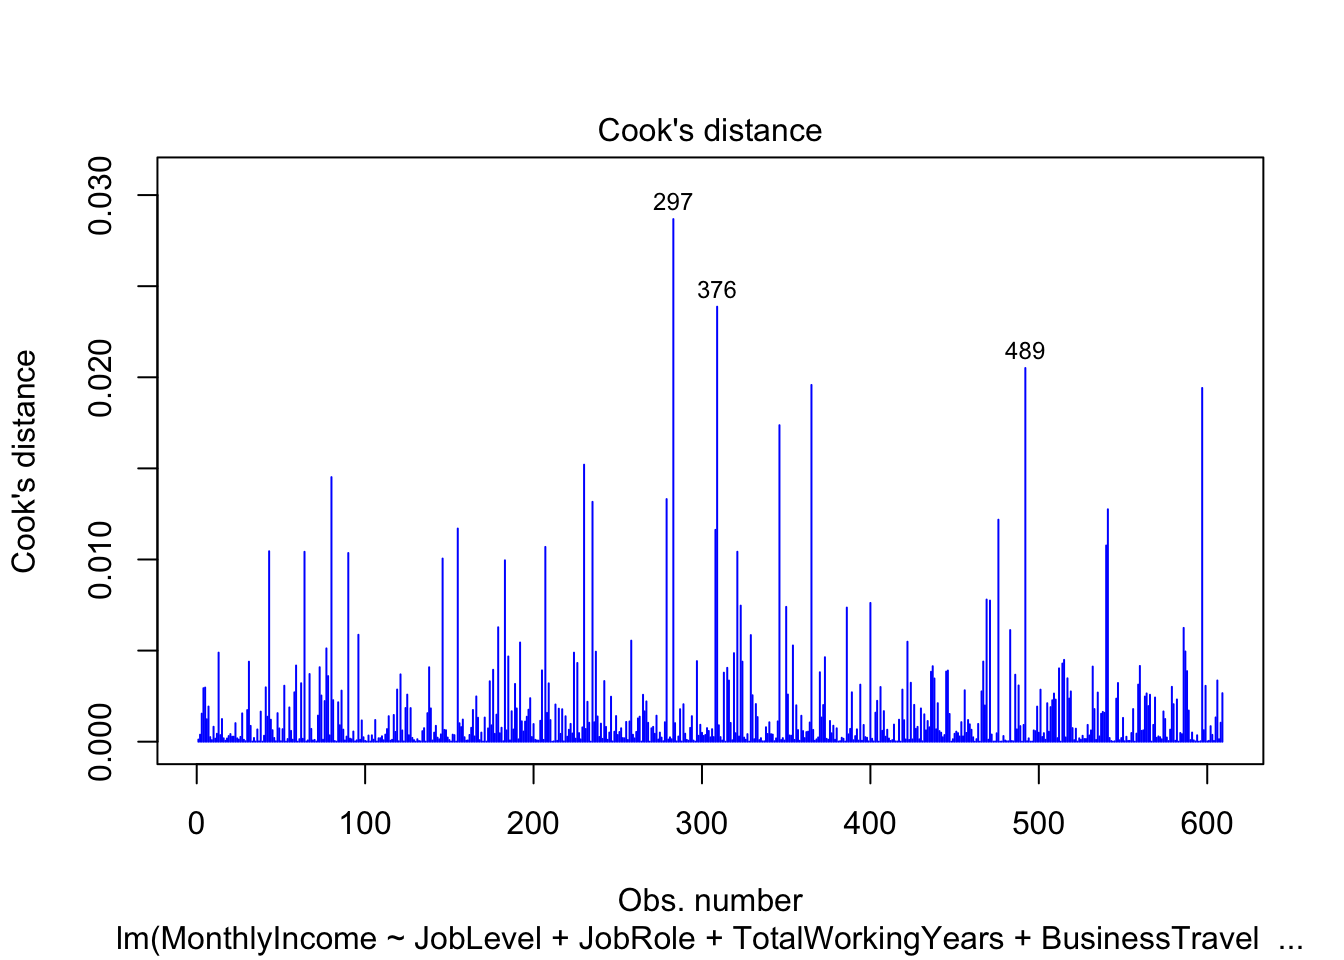 Cook's distance
0.030
297
376
489
0.020
Cook's distance
0.010
0.000
0 100 200 300 400 500 600
Obs. number
lm(MonthlyIncome ~ JobLevel + JobRole + TotalWorkingYears + BusinessTravel ...